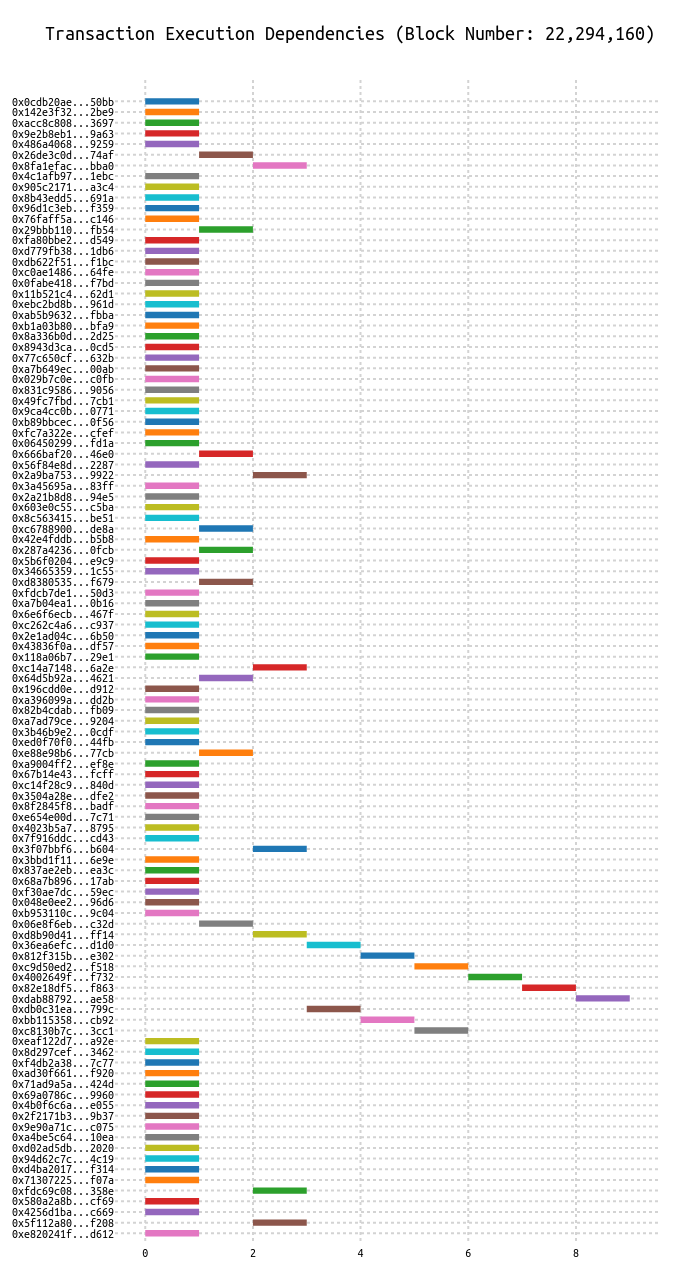 Transaction Execution Dependencies (Block Number: 22,294,160)
0x0cdb20ae...50bb
0x142e3f32...2be9
0xacc8c808...3697
0x9e2b8eb1...9a63
0x486a4068...9259
0x26de3c0d...74af
0x8fa1efac...bba0
0x4c1afb97...1ebc
0x905c2171...a3c4
0x8b43edd5...691a
0x96d1c3eb...f359
0x76faff5a...c146
0x29bbb110...fb54
0xfa80bbe2...d549
0xd779fb38...1db6
0xdb622f51...f1bc
0xc0ae1486...64fe
0x0fabe418...f7bd
0x11b521c4...62d1
0xebc2bd8b...961d
0xab5b9632...fbba
0xb1a03b80...bfa9
0x8a336b0d...2d25
0x8943d3ca...0cd5
0x77c650cf...632b
0xa7b649ec...00ab
0x029b7c0e...c0fb
0x831c9586...9056
0x49fc7fbd...7cb1
0x9ca4cc0b...0771
0xb89bbcec...0f56
0xfc7a322e...cfef
0x06450299...fd1a
0x666baf20...46e0
0x56f84e8d...2287
0x2a9ba753...9922
0x3a45695a...83ff
0x2a21b8d8...94e5
0x603e0c55...c5ba
0x8c563415...be51
0xc6788900...de8a
0x42e4fddb...b5b8
0x287a4236...0fcb
0x5b6f0204...e9c9
0x34665359...1c55
0xd8380535...f679
0xfdcb7de1...50d3
0xa7b04ea1...0b16
0x6e6f6ecb...467f
0xc262c4a6...c937
0x2e1ad04c...6b50
0x43836f0a...df57
0x118a06b7...29e1
0xc14a7148...6a2e
0x64d5b92a...4621
0x196cdd0e...d912
0xa396099a...dd2b
0x82b4cdab...fb09
0xa7ad79ce...9204
0x3b46b9e2...0cdf
0xed0f70f0...44fb
0xe88e98b6...77cb
0xa9004ff2...ef8e
0x67b14e43...fcff
0xc14f28c9...840d
0x3504a28e...dfe2
0x8f2845f8...badf
0xe654e00d...7c71
0x4023b5a7...8795
0x7f916ddc...cd43
0x3f07bbf6...b604
0x3bbd1f11...6e9e
0x837ae2eb...ea3c
0x68a7b896...17ab
0xf30ae7dc...59ec
0x048e0ee2...96d6
0xb953110c...9c04
0x06e8f6eb...c32d
0xd8b90d41...ff14
0x36ea6efc...d1d0
0x812f315b...e302
0xc9d50ed2...f518
0x4002649f...f732
0x82e18df5...f863
0xdab88792...ae58
0xdb0c31ea...799c
0xbb115358...cb92
0xc8130b7c...3cc1
0xeaf122d7...a92e
0x8d297cef...3462
0xf4db2a38...7c77
0xad30f661...f920
0x71ad9a5a...424d
0x69a0786c...9960
0x4b0f6c6a...e055
0x2f2171b3...9b37
0x9e90a71c...c075
0xa4be5c64...10ea
0xd02ad5db...2020
0x94d62c7c...4c19
0xd4ba2017...f314
0x71307225...f07a
0xfdc69c08...358e
0x580a2a8b...cf69
0x4256d1ba...c669
0x5f112a80...f208
0xe820241f...d612
0 2 4 6 8